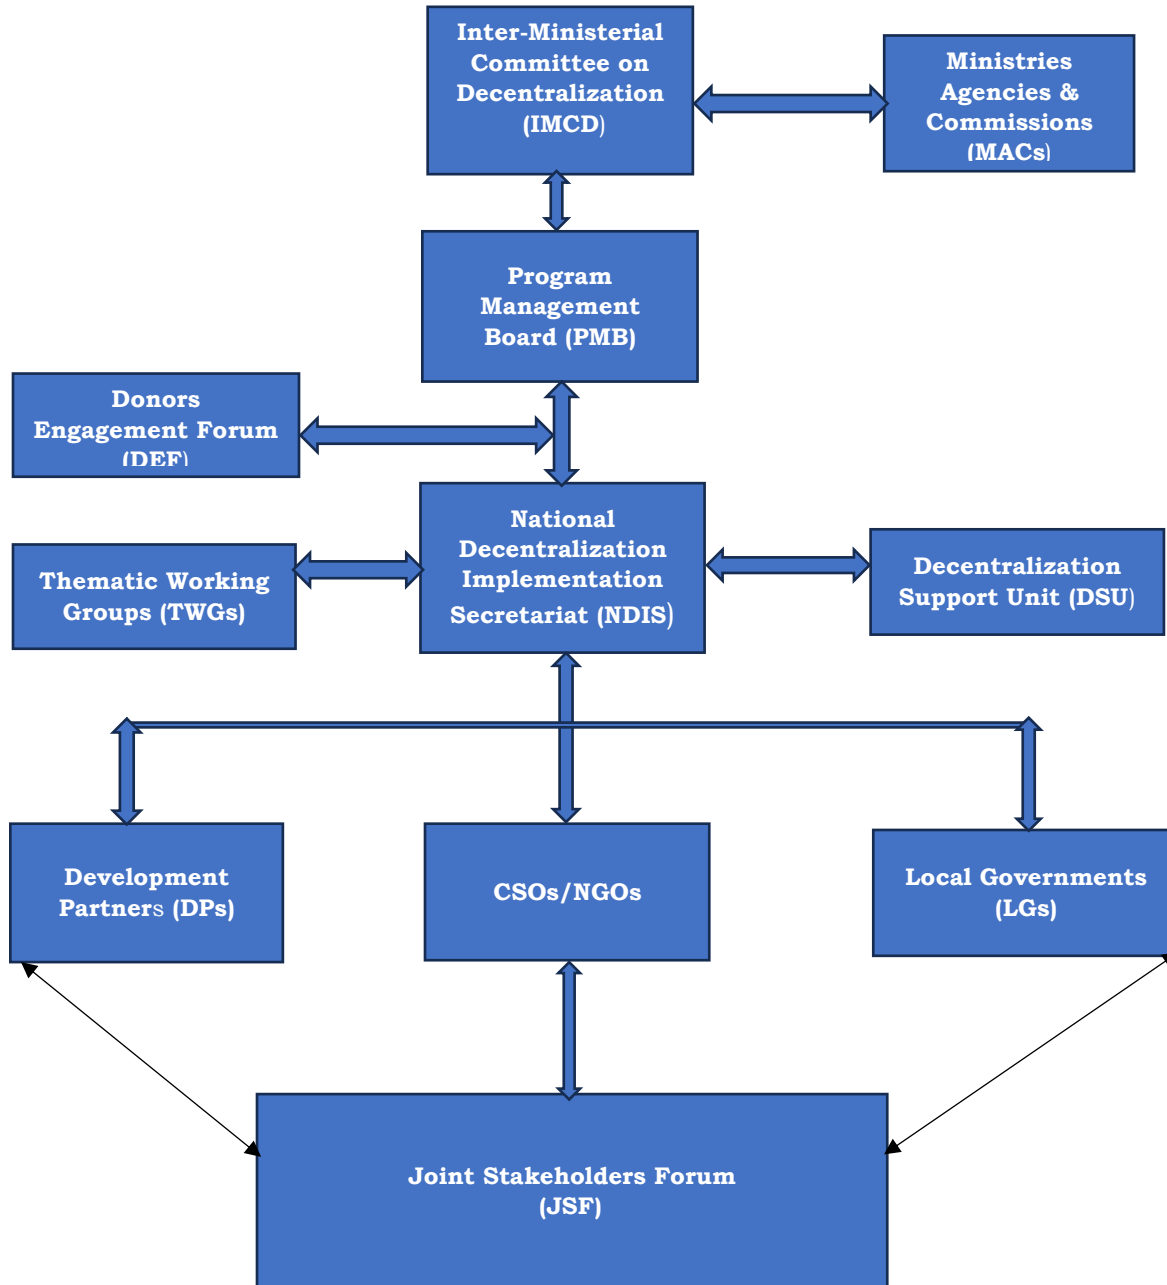 Inter-Ministerial
Committee on
Decentralization
(IMCD)
Ministries
Agencies &
Commissions
(MACs)
Program
Management
Board (PMB)
Donors
Engagement Forum
(DEF)
National
Decentralization
Implementation
Secretariat (NDIS)
Thematic Working
Groups (TWGs)
Decentralization
Support Unit (DSU)
Development
Partners (DPs)
CSOs/NGOs
Local Governments
(LGs)
Joint Stakeholders Forum
(JSF)